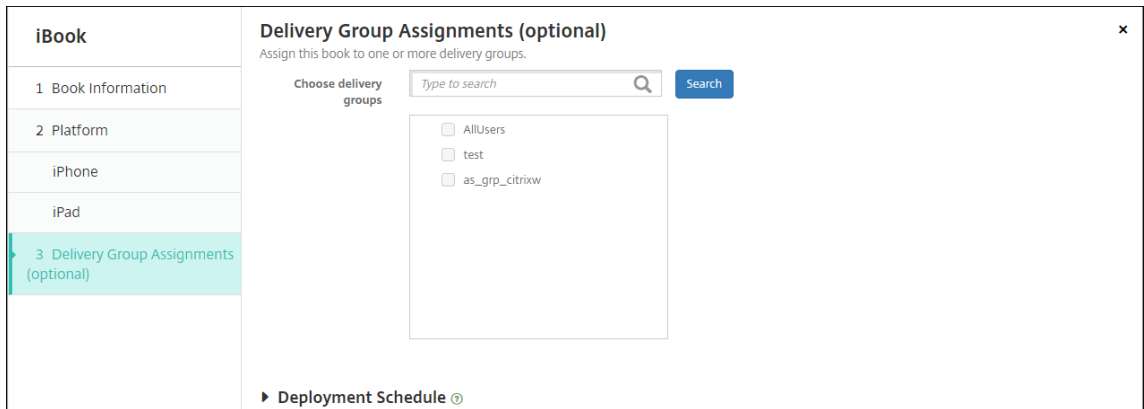 iBook
1 Book Information
2 Platform
iPhone
iPad
3 Delivery Group Assignments
(optional)
Delivery Group Assignments (optional)
×
Assign this book to one or more delivery groups.
Choose delivery
groups
Type to search
Search
AllUsers
test
as_grp_citrixw
Deployment Schedule ?